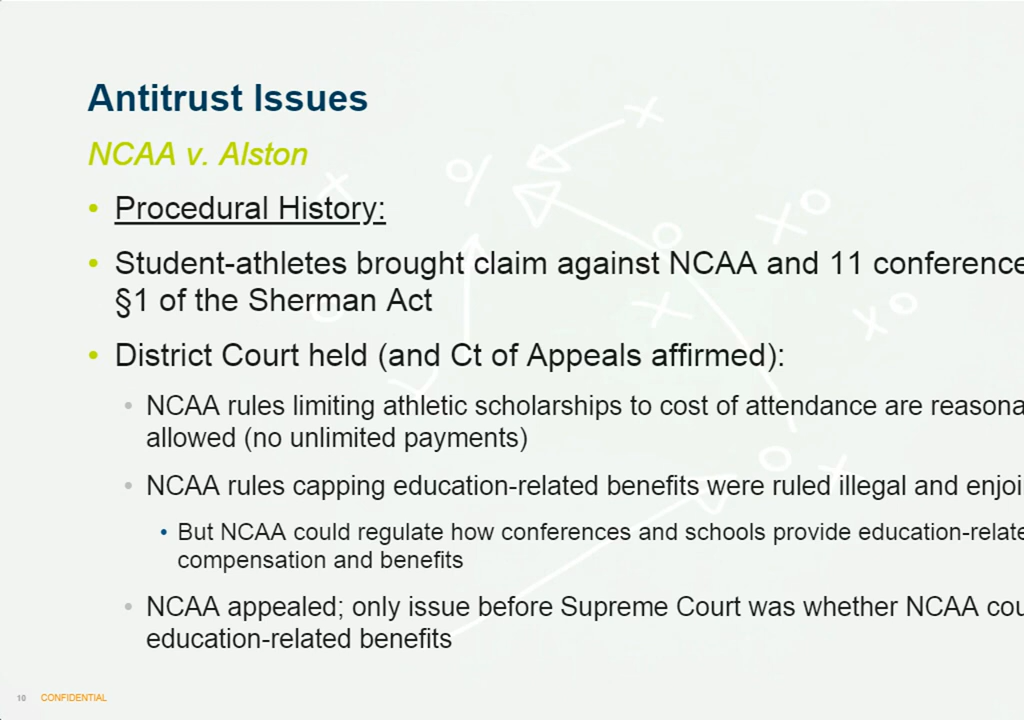 Antitrust Issues
NCAA v. Alston
• Procedural History:
• Student-athletes brought claim against NCAA and 11 conference
§1 of the Sherman Act
• District Court held (and Ct of Appeals affirmed):
• NCAA rules limiting athletic scholarships to cost of attendance are reasona
allowed (no unlimited payments)
• NCAA rules capping education-related benefits were ruled illegal and enjoi
• But NCAA could regulate how conferences and schools provide education-relate
compensation and benefits
• NCAA appealed; only issue before Supreme Court was whether NCAA cou
education-related benefits
10 CONFIDENTIAL